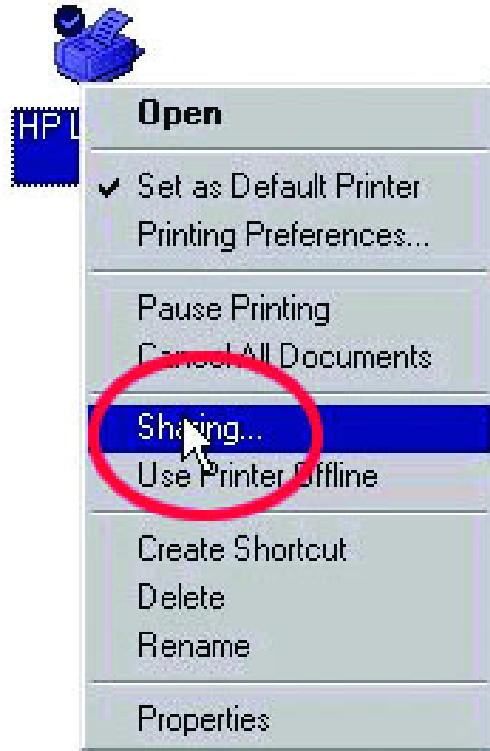 HP L
Open
Set as Default Printer
Printing Preferences...
Pause Printing
Cancel All Documents
Sharing...
Use Printer Offline
Create Shortcut
Delete
Rename
Properties